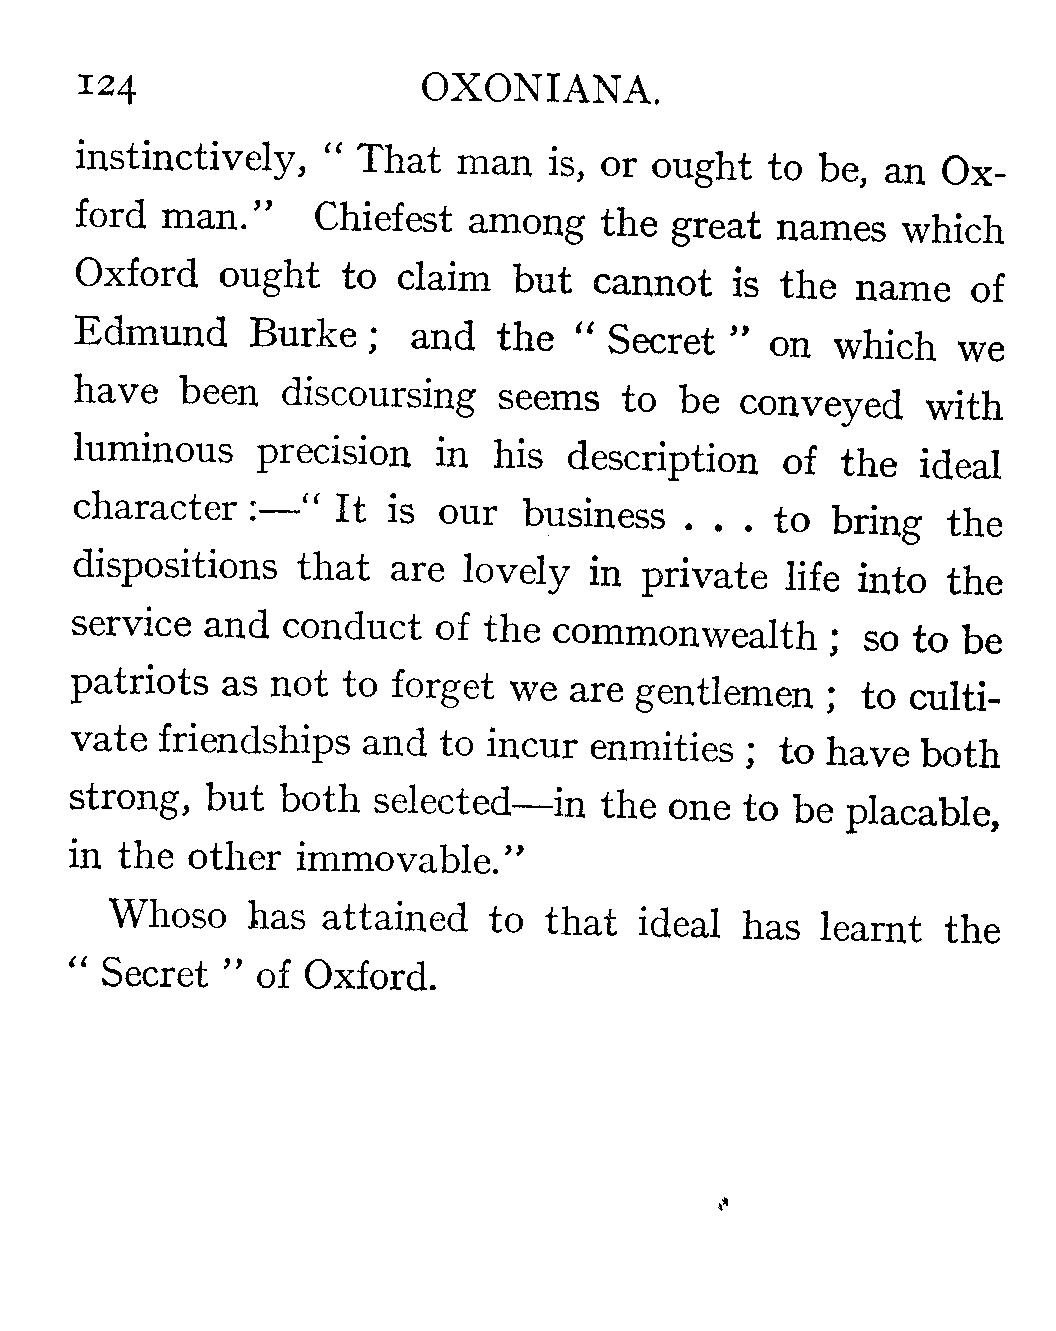 124 OXONIANA.
instinctively, “ That man is, or ought to be, an Ox-
ford man.” Chiefest among the great names which
Oxford ought to claim but cannot is the name of
Edmund Burke ; and the “ Secret ” on which we
have been discoursing seems to be conveyed with
luminous precision in his description of the ideal
character :—“ It is our business . . . to bring the
dispositions that are lovely in private life into the
service and conduct of the commonwealth ; so to be
patriots as not to forget we are gentlemen ; to culti-
vate friendships and to incur enmities ; to have both
strong, but both selected—in the one to be placable,
in the other immovable.”
Whoso has attained to that ideal has learnt the
“ Secret ” of Oxford.